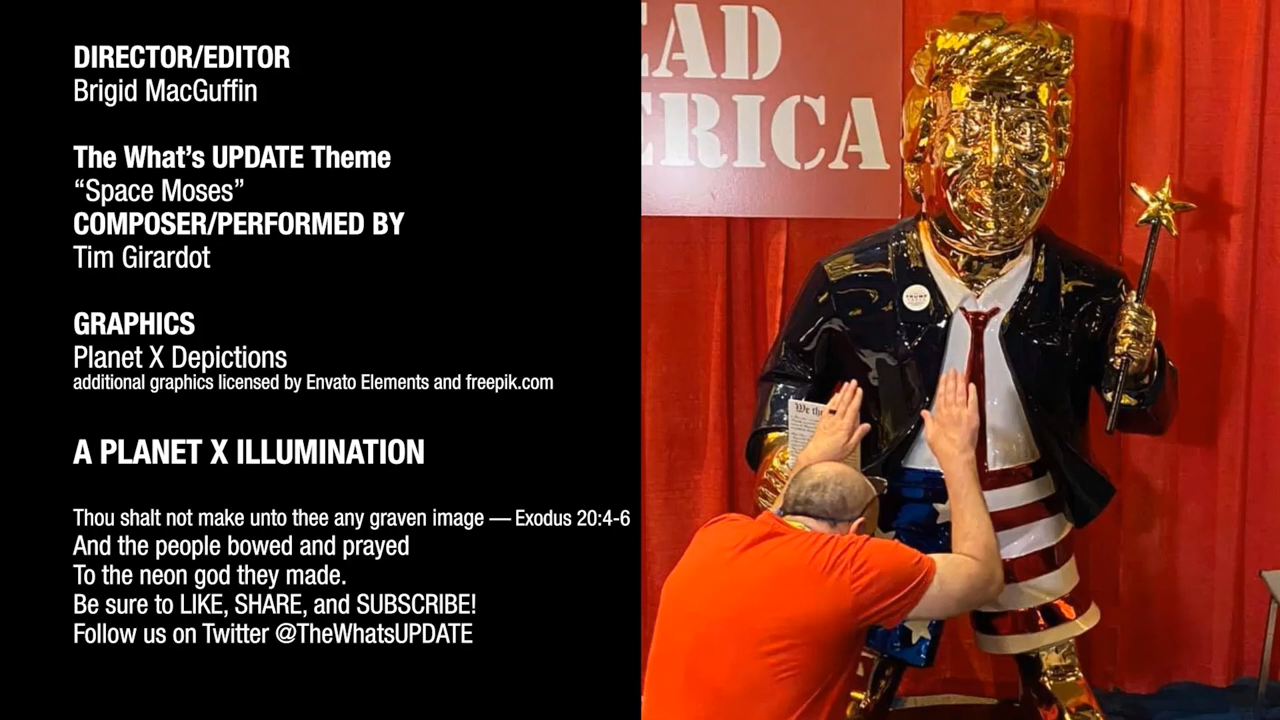 DIRECTOR/EDITOR
Brigid MacGuffin
The What's UPDATE Theme
“Space Moses”
COMPOSER/PERFORMED BY
Tim Girardot
GRAPHICS
Planet X Depictions
additional graphics licensed by Envato Elements and freepik.com
A PLANET X ILLUMINATION
Thou shalt not make unto thee any graven image — Exodus 20:4-6
And the people bowed and prayed
To the neon god they made.
Be sure to LIKE, SHARE, and SUBSCRIBE!
Follow us on Twitter @TheWhatsUPDATE
EAD
ERICA
TRUMP
We the